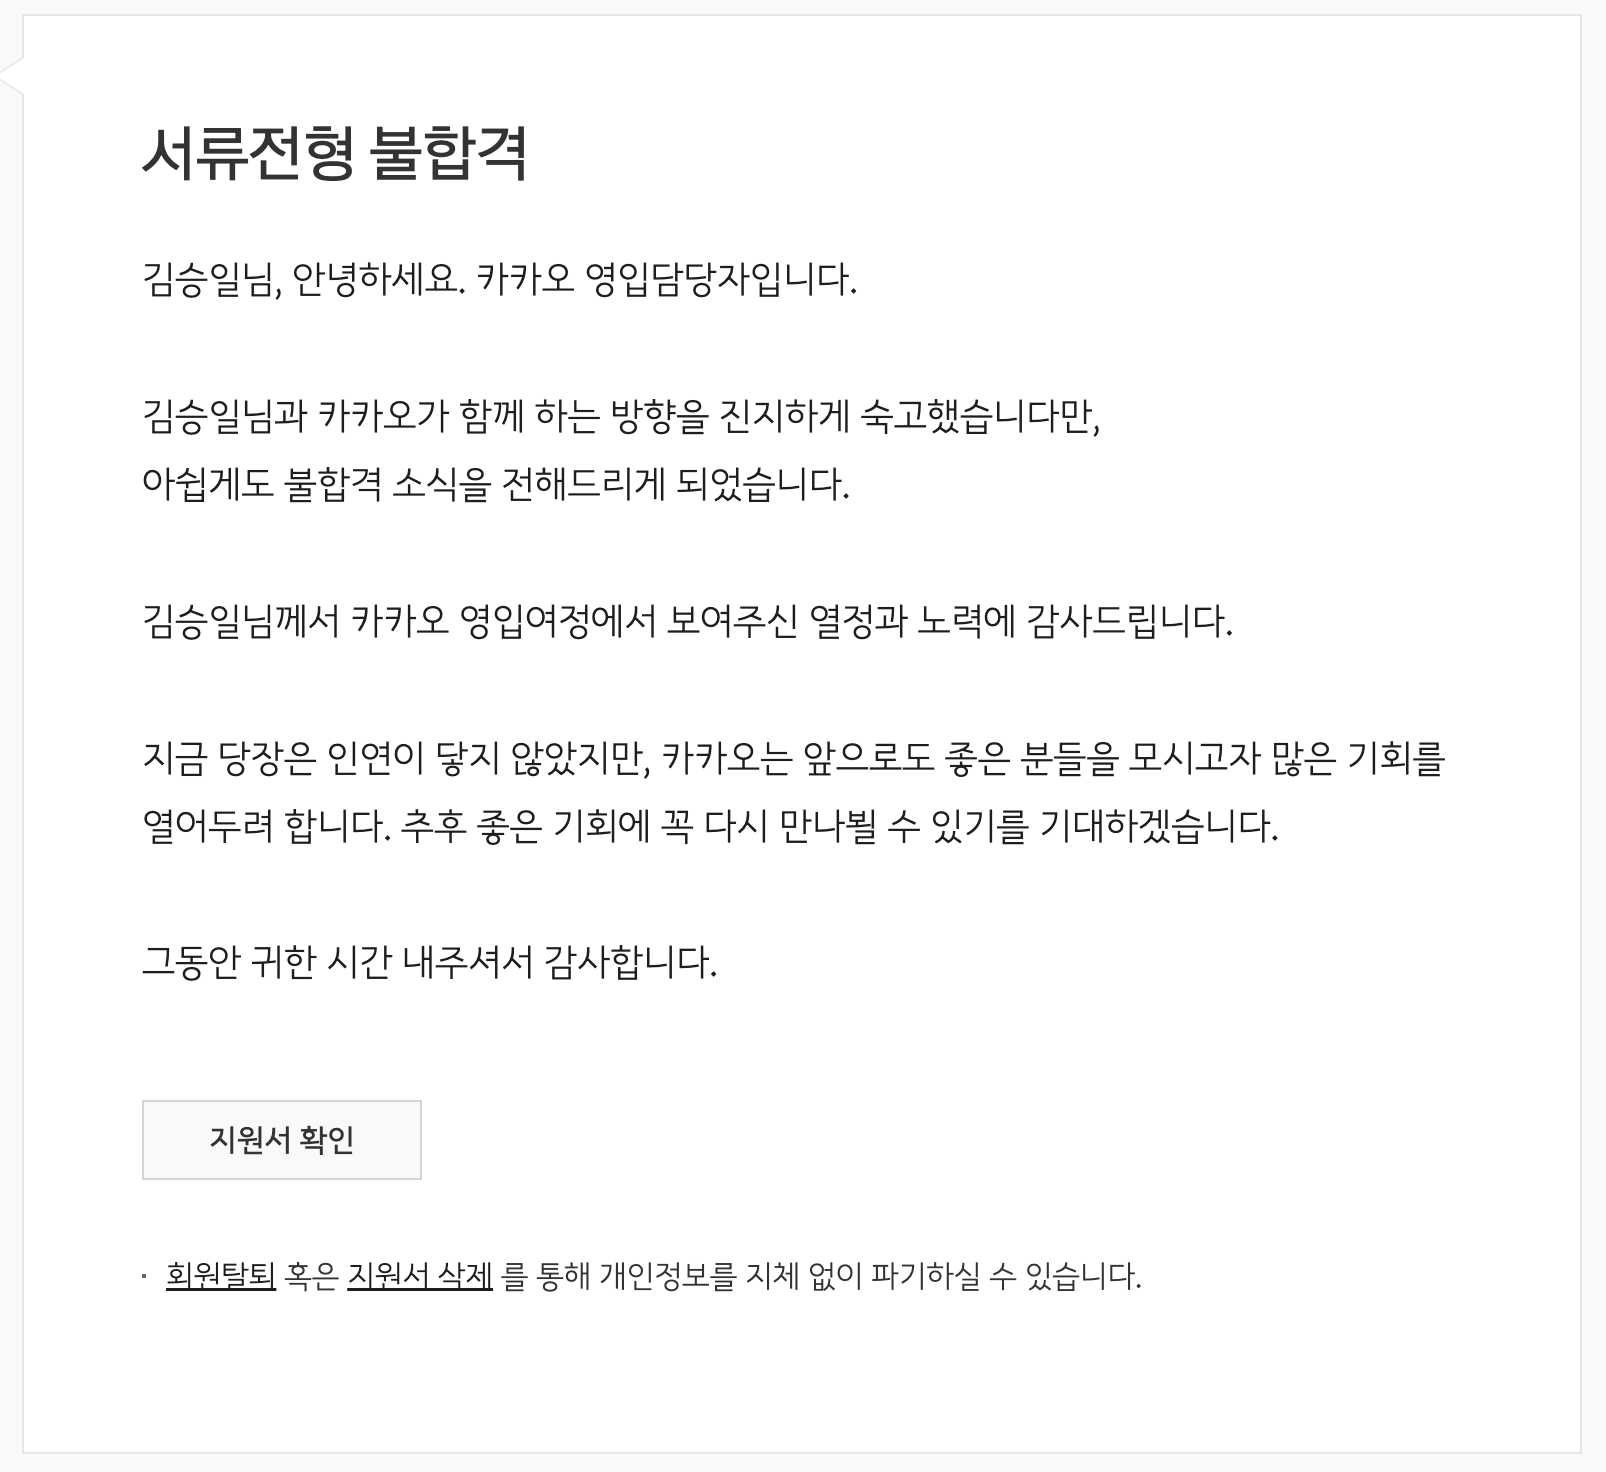 서류전형 불합격
김승일님, 안녕하세요. 카카오 영입담당자입니다.
김승일님과 카카오가 함께 하는 방향을 진지하게 숙고했습니다만,
아쉽게도 불합격 소식을 전해드리게 되었습니다.
김승일님께서 카카오 영입여정에서 보여주신 열정과 노력에 감사드립니다.
지금 당장은 인연이 닿지 않았지만, 카카오는 앞으로도 좋은 분들을 모시고자 많은 기회를
열어두려 합니다. 추후 좋은 기회에 꼭 다시 만나뵐 수 있기를 기대하겠습니다.
그동안 귀한 시간 내주셔서 감사합니다.
지원서 확인
· 회원탈퇴 혹은 지원서 삭제 를 통해 개인정보를 지체 없이 파기하실 수 있습니다.